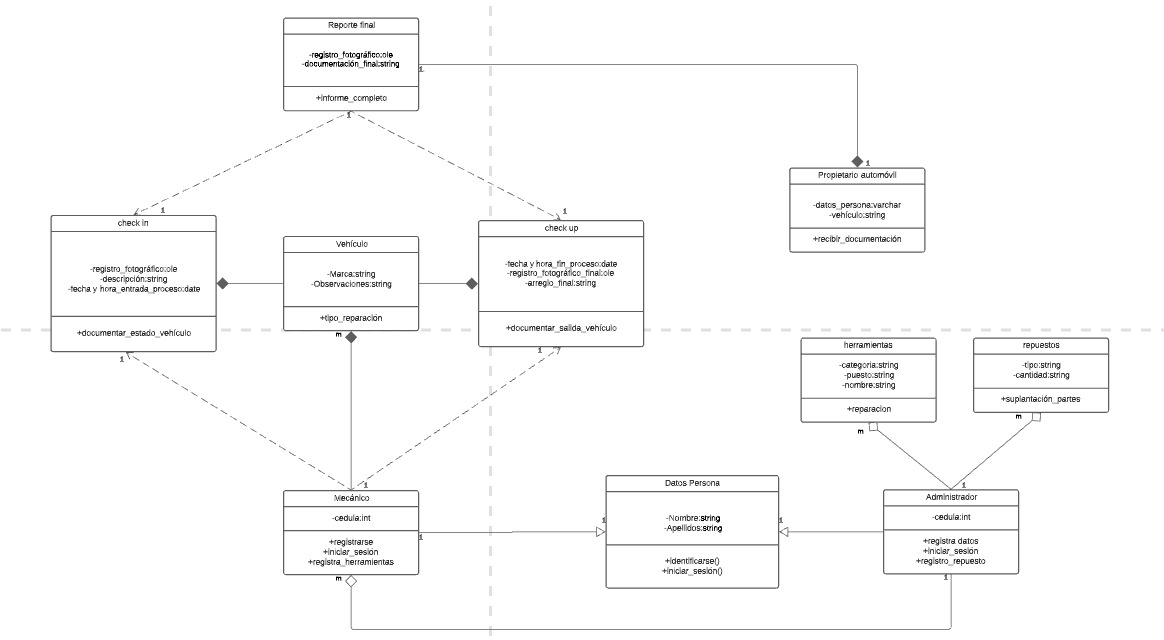 Reporte final
-registro_fotográfico:ole
-documentación_final:string
+informe_completo
1
1
1
Propietario automóvil
-datos_persona:varchar
-vehículo:string
+recibir_documentación
1
check in
-registro_fotográfico:ole
-descripción:string
-fecha y hora_entrada_proceso:date
+documentar_estado_vehículo
1
Vehículo
-Marca:string
-Observaciones:string
+tipo_reparación
m
1
check up
-fecha y hora_fin_proceso:date
-registro_fotográfico_final:ole
-arreglo_final:string
+documentar_salida_vehículo
1
herramientas
-categoria:string
-puesto:string
-nombre:string
+reparacion
m
repuestos
-tipo:string
-cantidad:string
+suplantación_partes
m
1
Mecánico
-cedula:int
+registrarse
+iniciar_sesión
+registra_herramientas
1
m
Datos Persona
-Nombre:string
-Apellidos:string
+identificarse()
+iniciar_sesión()
1
1
1
Administrador
-cedula:int
+registra datos
+iniciar_sesión
+registro_repuesto
1